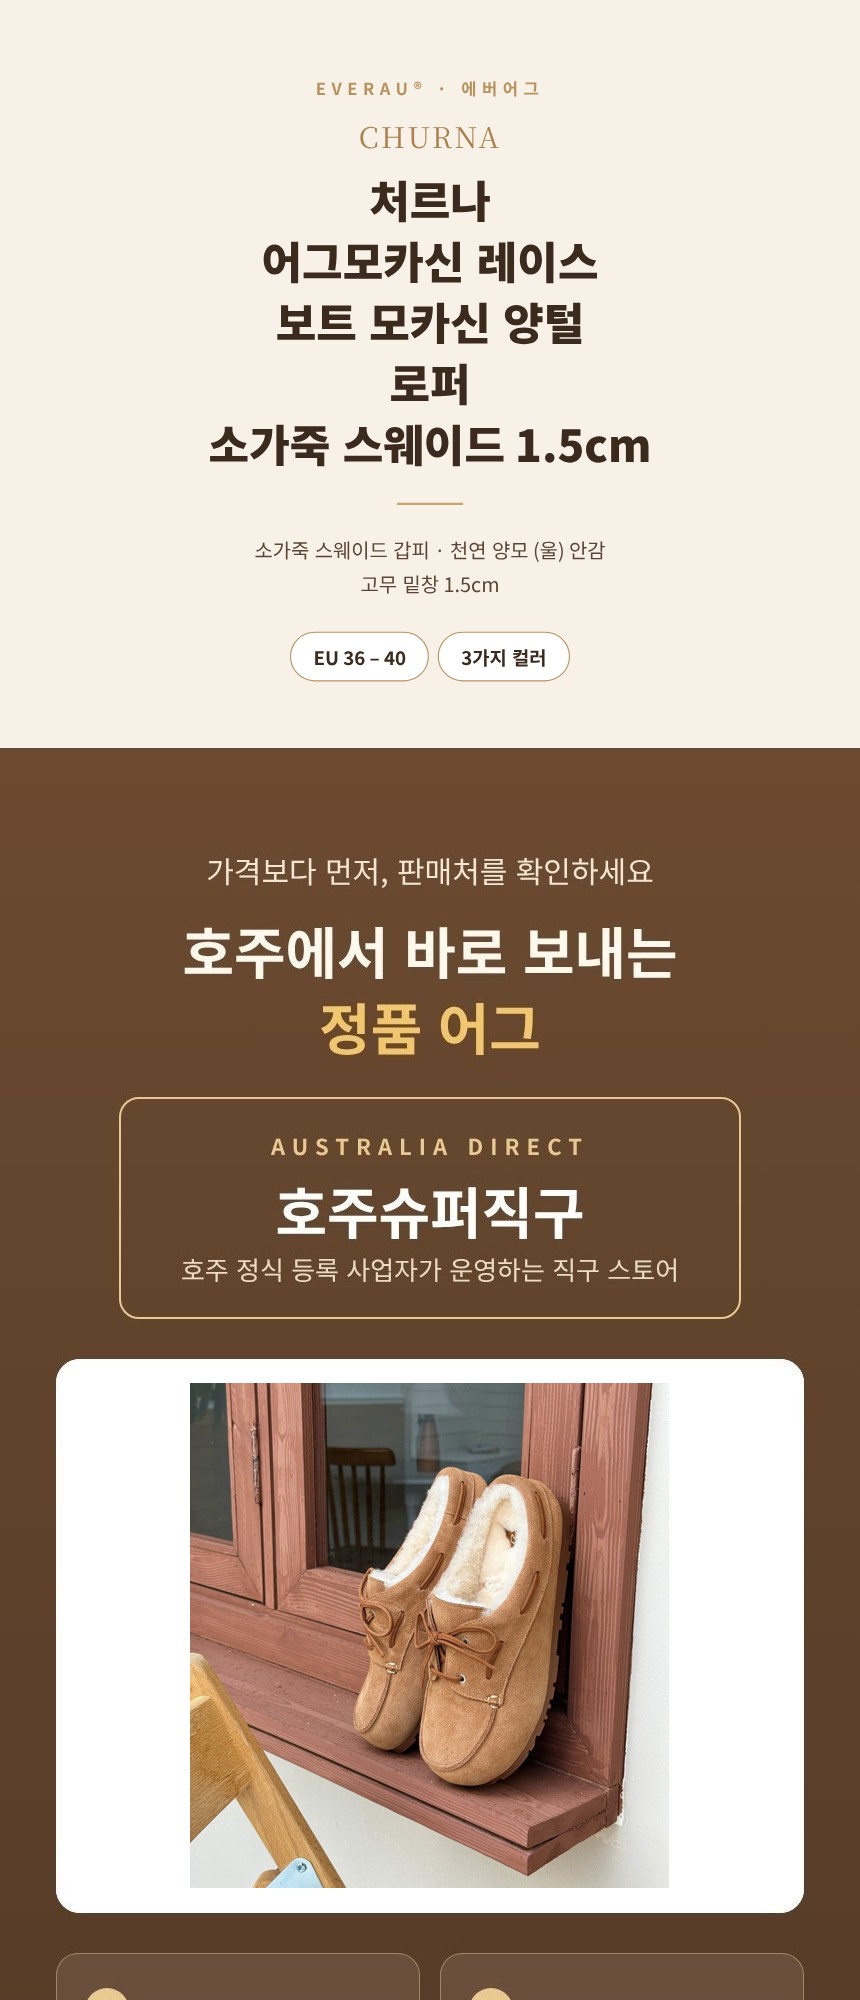 EVERAU® · 에버어그
CHURNA
처르나
어그모카신 레이스
보트 모카신 양털
로퍼
소가죽 스웨이드 1.5cm
소가죽 스웨이드 갑피 · 천연 양모 (울) 안감
고무 밑창 1.5cm
EU 36 – 40
3가지 컬러
가격보다 먼저, 판매처를 확인하세요
호주에서 바로 보내는
정품 어그
AUSTRALIA DIRECT
호주슈퍼직구
호주 정식 등록 사업자가 운영하는 직구 스토어